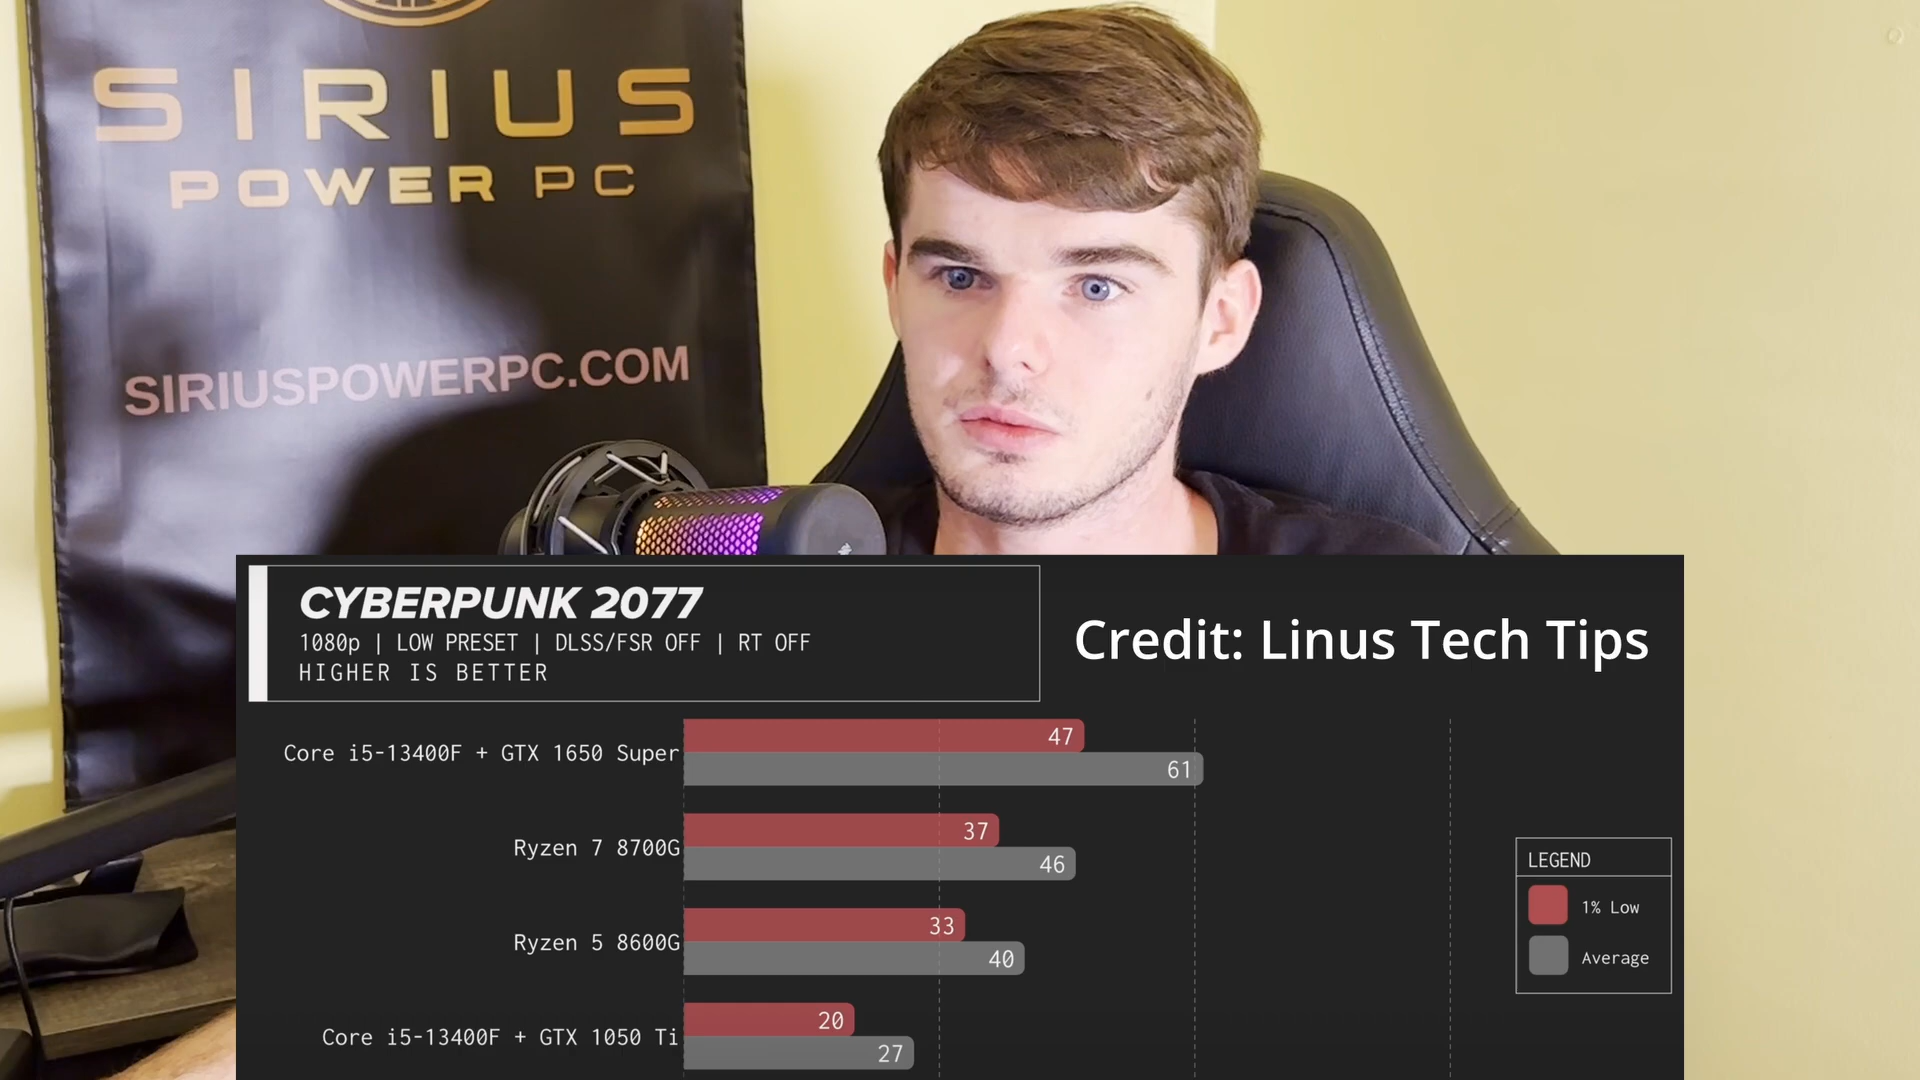 SIRIUS
POWER PC
SIRIUSPOWERPC.COM
CYBERPUNK 2077
1080p | LOW PRESET | DLSS/FSR OFF | RT OFF
HIGHER IS BETTER
Credit: Linus Tech Tips
Core i5-13400F + GTX 1650 Super
47
61
Ryzen 7 8700G
37
46
Ryzen 5 8600G
33
40
Core i5-13400F + GTX 1050 Ti
20
27
LEGEND
1% Low
Average